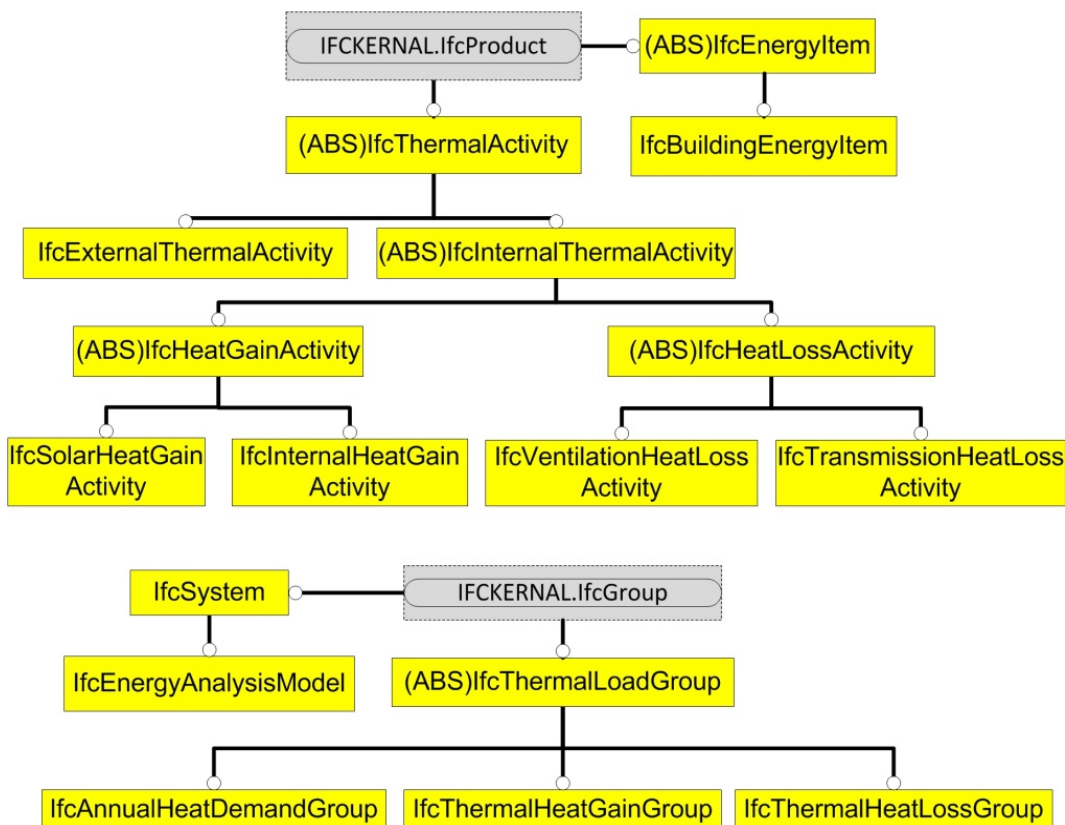 IFCKERNAL.IfcProduct
(ABS)IfcEnergyItem
(ABS)IfcThermalActivity
IfcBuildingEnergyItem
IfcExternalThermalActivity
(ABS)IfcInternalThermalActivity
(ABS)IfcHeatGainActivity
(ABS)IfcHeatLossActivity
IfcSolarHeatGain
Activity
IfcInternalHeatGain
Activity
IfcVentilationHeatLoss
Activity
IfcTransmissionHeatLoss
Activity
IfcSystem
IFCKERNAL.IfcGroup
IfcEnergyAnalysisModel
(ABS)IfcThermalLoadGroup
IfcAnnualHeatDemandGroup
IfcThermalHeatGainGroup
IfcThermalHeatLossGroup